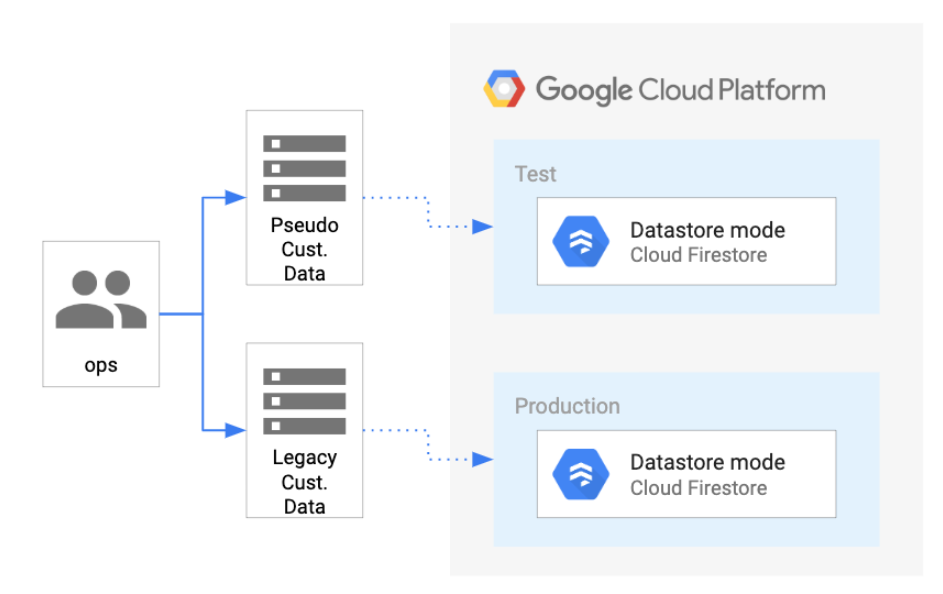 Google Cloud Platform
Test
Datastore mode
Cloud Firestore
Pseudo
Cust.
Data
ops
Legacy
Cust.
Data
Production
Datastore mode
Cloud Firestore